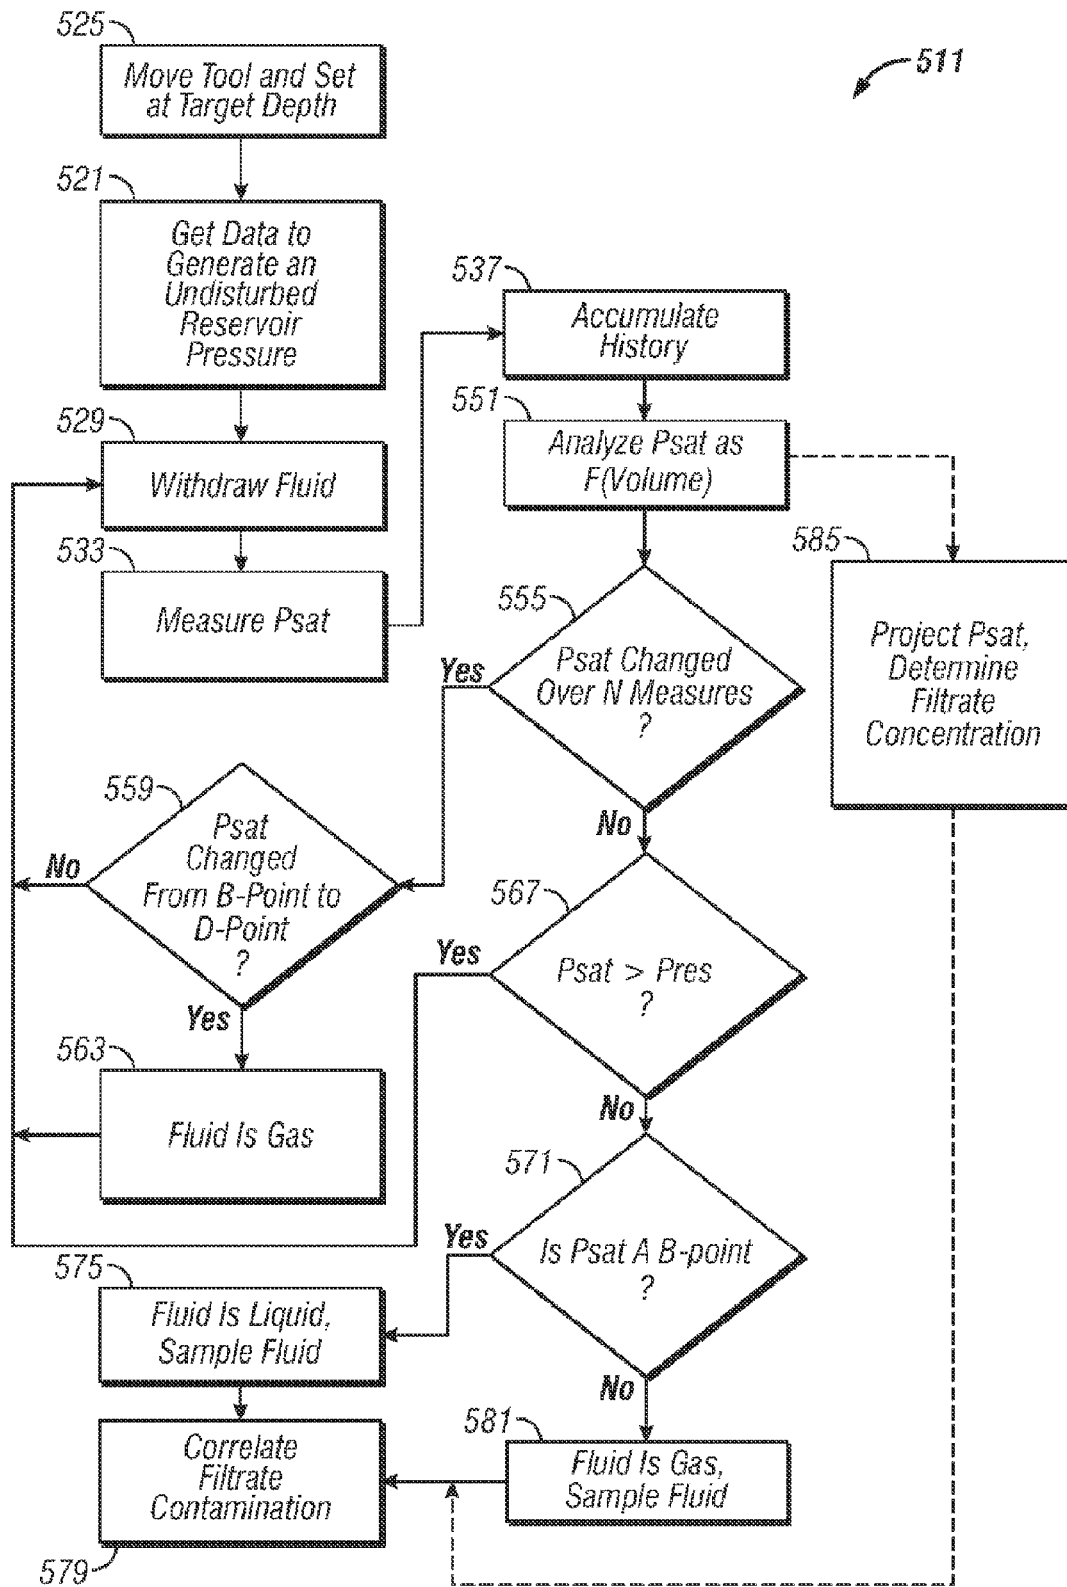 525
Move Tool and Set
at Target Depth
511
521
Get Data to
Generate an
Undisturbed
Reservoir
Pressure
537
Accumulate
History
529
Withdraw Fluid
551
Analyze Psat as
F(Volume)
533
Measure Psat
585
Project Psat,
Determine
Filtrate
Concentration
555
Psat Changed
Over N Measures
?
Yes
No
559
Psat
Changed
From B-Point to
D-Point
?
No
Yes
567
Psat > Pres
?
Yes
No
563
Fluid Is Gas
571
Is Psat A B-point
?
Yes
No
575
Fluid Is Liquid,
Sample Fluid
581
Fluid Is Gas,
Sample Fluid
Correlate
Filtrate
Contamination
579